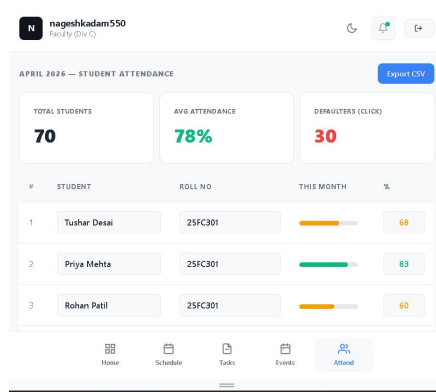 N
nageshkadam550
Faculty (Div C)
APRIL 2026 — STUDENT ATTENDANCE
Export CSV
TOTAL STUDENTS
70
AVG ATTENDANCE
78%
DEFAULTERS (CLICK)
30
# STUDENT ROLL NO THIS MONTH %
1 Tushar Desai 25FC301 68
2 Priya Mehta 25FC301 83
3 Rohan Patil 25FC301 60
Home Schedule Tasks Events Attend